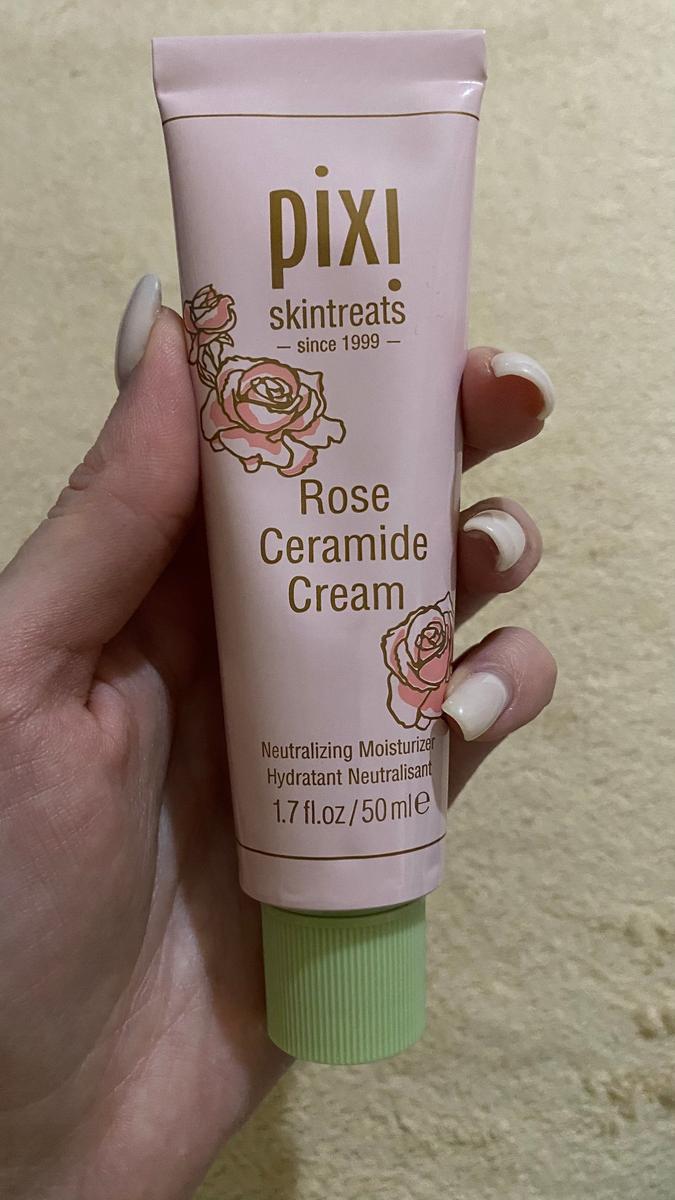 pixi
skintreats
— since 1999 —
Rose
Ceramide
Cream
Neutralizing Moisturizer
Hydratant Neutralisant
1.7 fl.oz/50 ml ℮